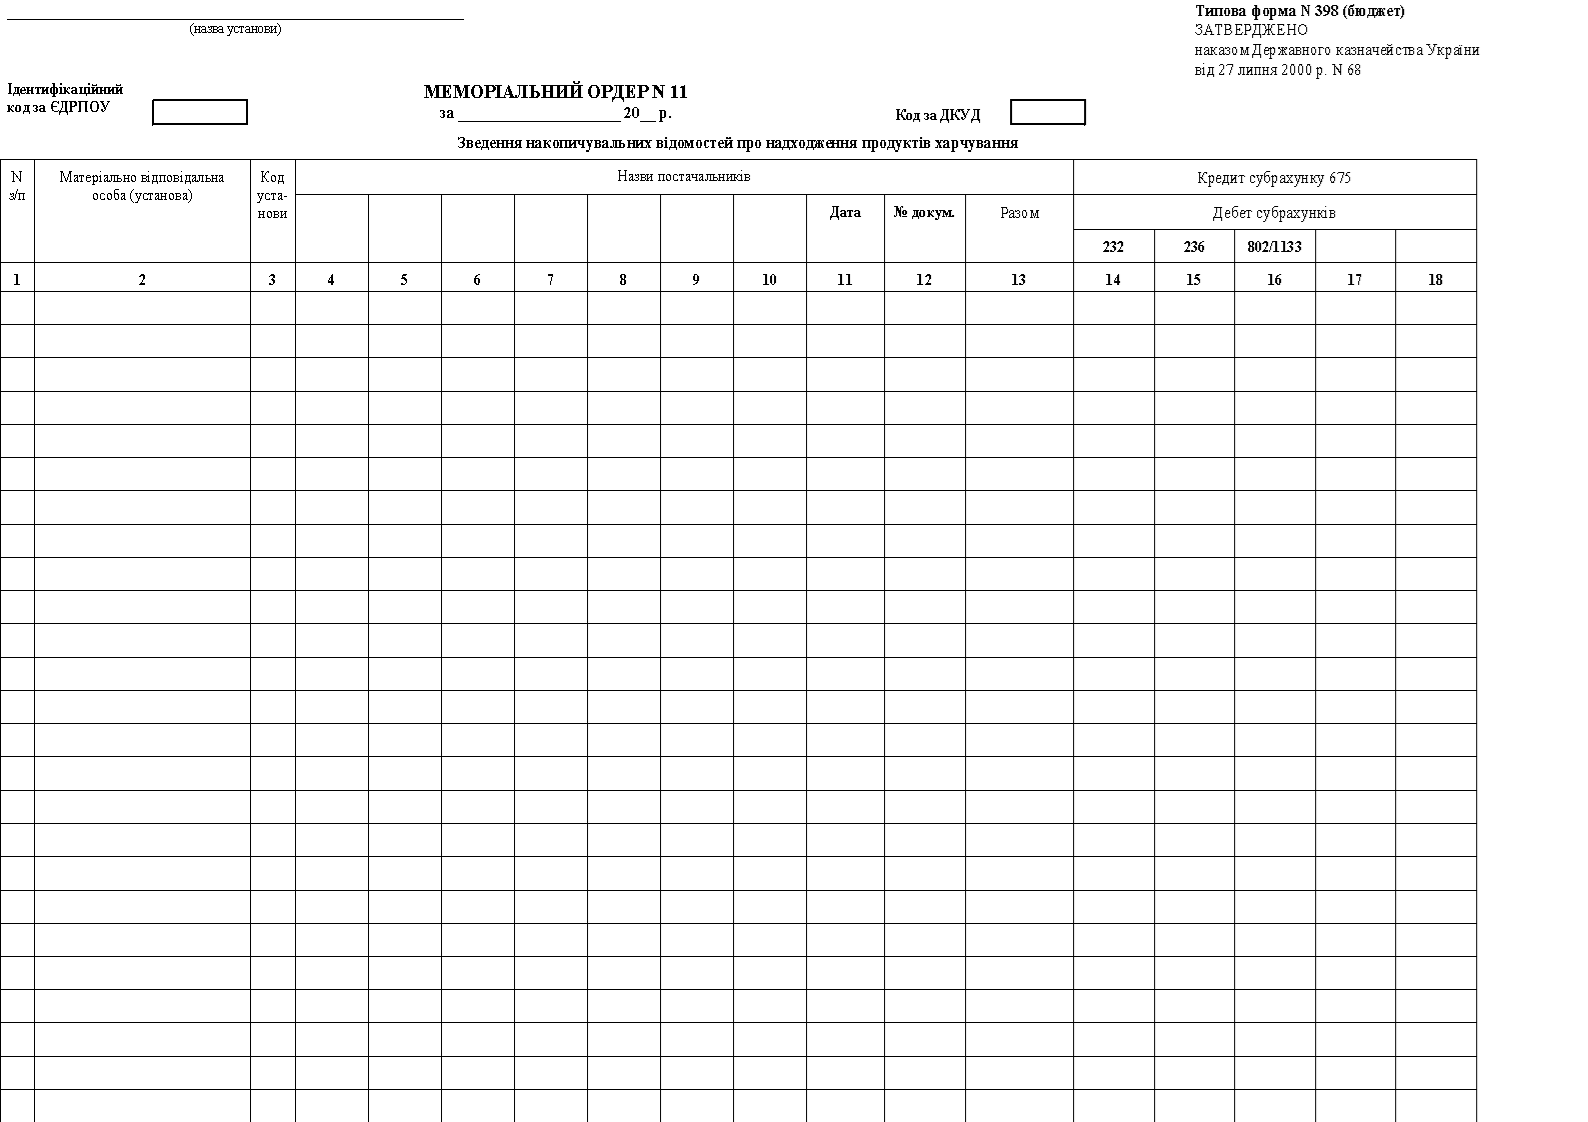 (назва установи)
Типова форма N 398 (бюджет)
ЗАТВЕРДЖЕНО
наказом Державного казначейства України
від 27 липня 2000 р. N 68
Ідентифікаційний
код за ЄДРПОУ
МЕМОРІАЛЬНИЙ ОРДЕР N 11
за ____________________ 20__ р.
Код за ДКУД
Зведення накопичувальних відомостей про надходження продуктів харчування
N
з/п
Матеріально відповідальна
особа (установа)
Код
уста-
нови
Назви постачальників
Кредит субрахунку 675
Дата
№ докум.
Разом
Дебет субрахунків
232 236 802/1133
1 2 3 4 5 6 7 8 9 10 11 12 13 14 15 16 17 18